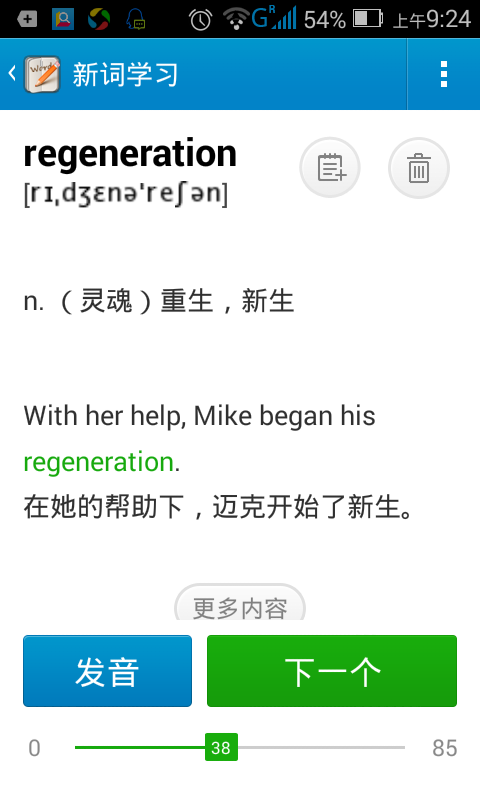 G R 54% 上午9:24
Words 新词学习
regeneration
[rɪˌdʒɛnəˈreʃən]
n. （灵魂）重生，新生
With her help, Mike began his
regeneration.
在她的帮助下，迈克开始了新生。
更多内容
发音 下一个
0 38 85